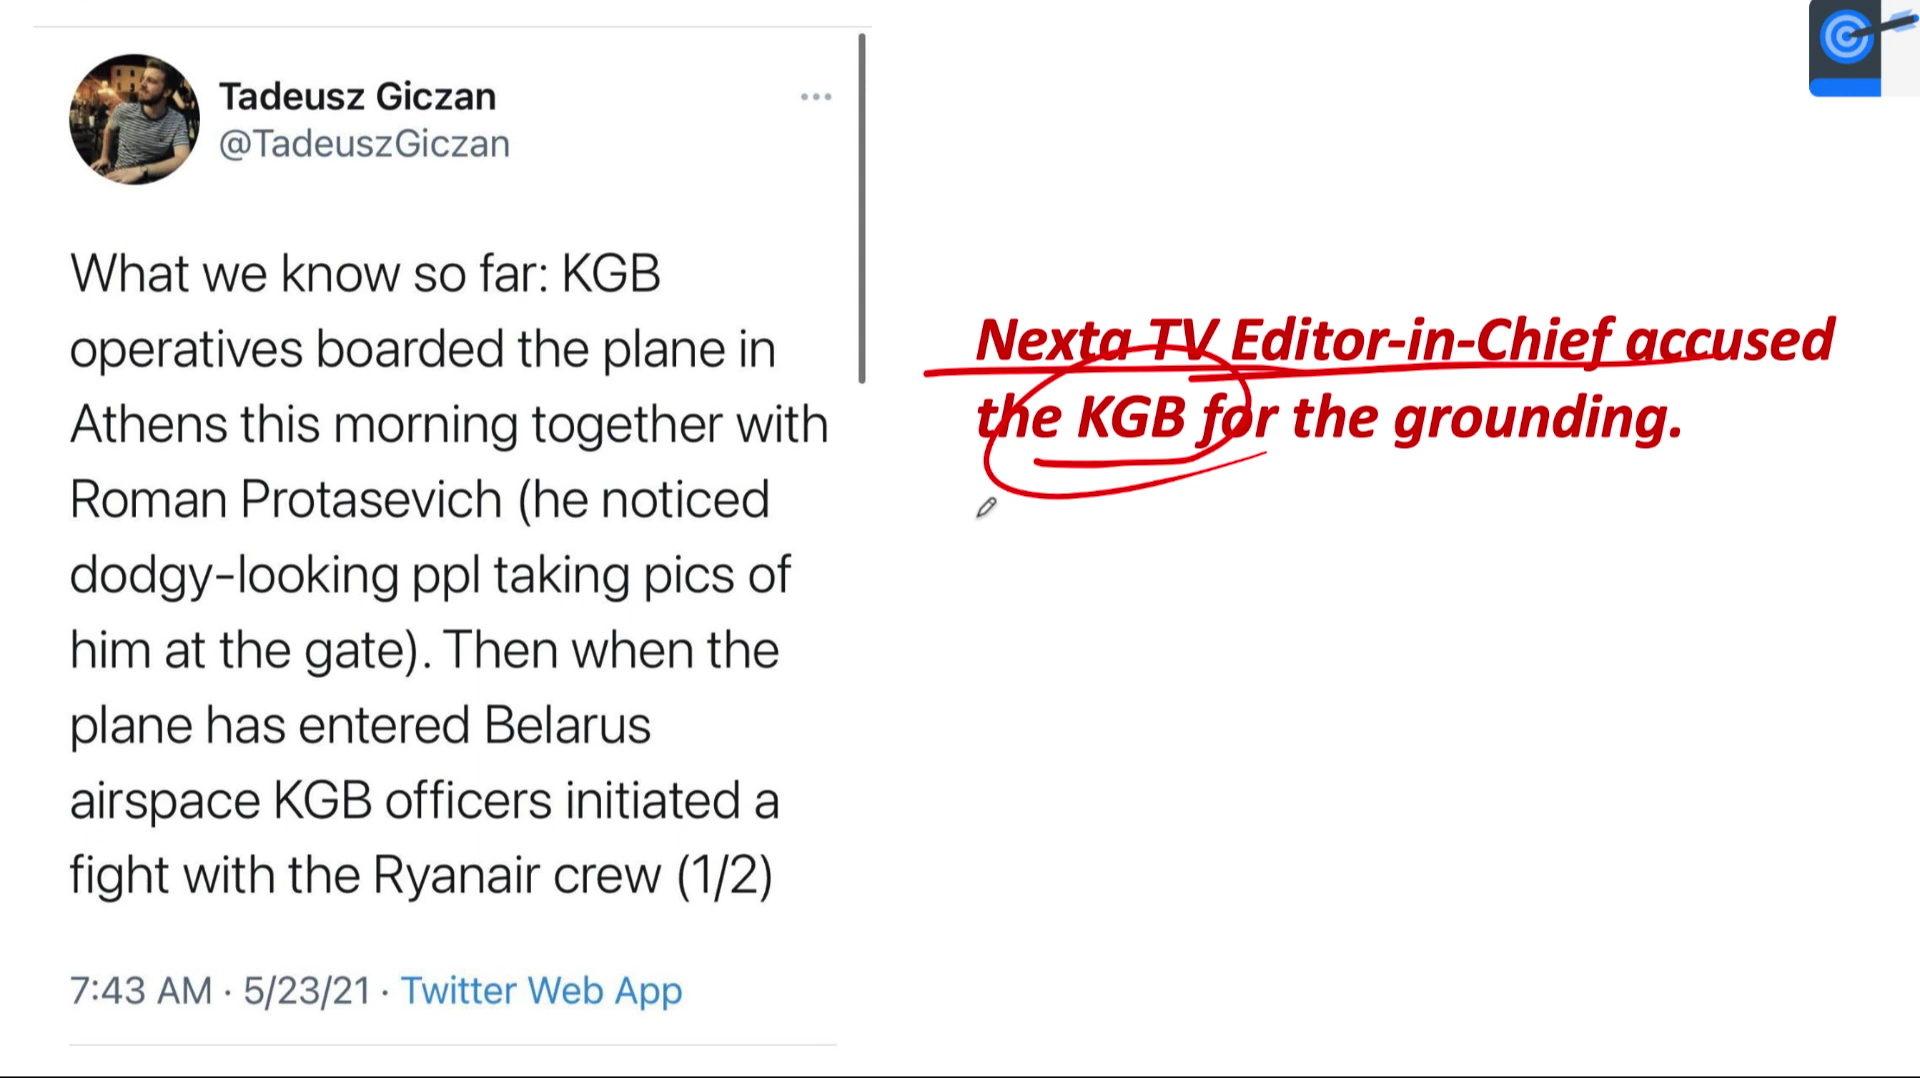 Tadeusz Giczan
@TadeuszGiczan
What we know so far: KGB
operatives boarded the plane in
Athens this morning together with
Roman Protasevich (he noticed
dodgy-looking ppl taking pics of
him at the gate). Then when the
plane has entered Belarus
airspace KGB officers initiated a
fight with the Ryanair crew (1/2)
7:43 AM · 5/23/21 · Twitter Web App
Nexta TV Editor-in-Chief accused
the KGB for the grounding.